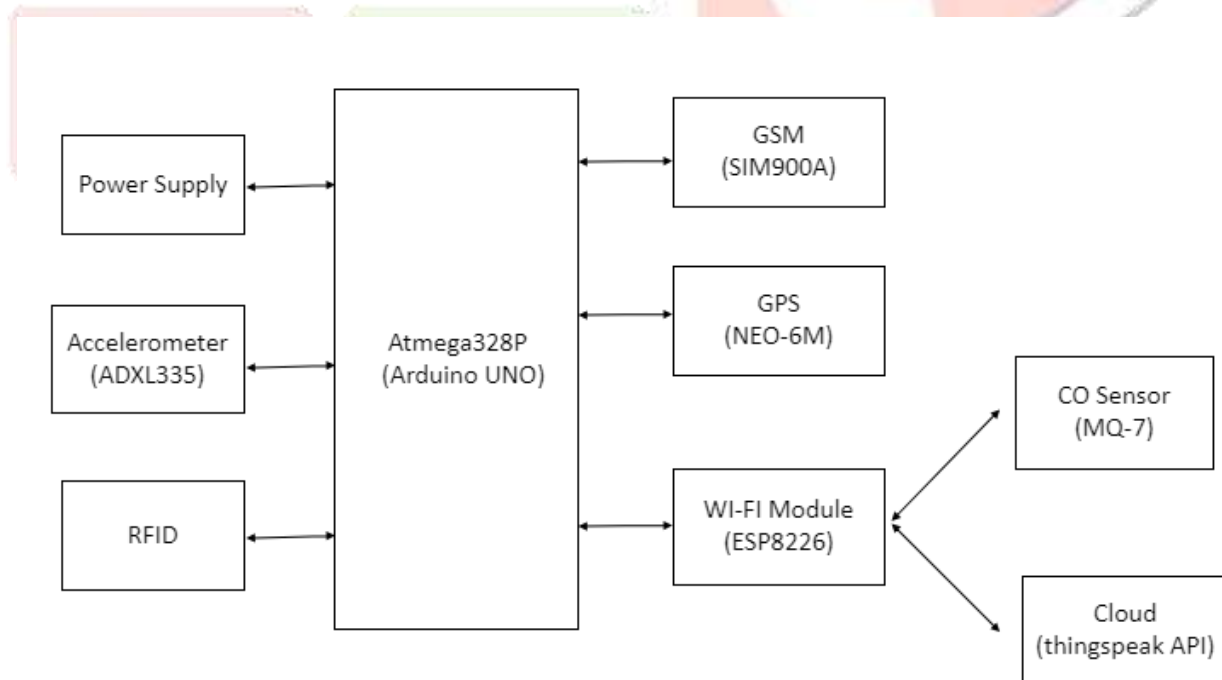 Power Supply
Accelerometer
(ADXL335)
RFID
Atmega328P
(Arduino UNO)
GSM
(SIM900A)
GPS
(NEO-6M)
WI-FI Module
(ESP8226)
CO Sensor
(MQ-7)
Cloud
(thingspeak API)